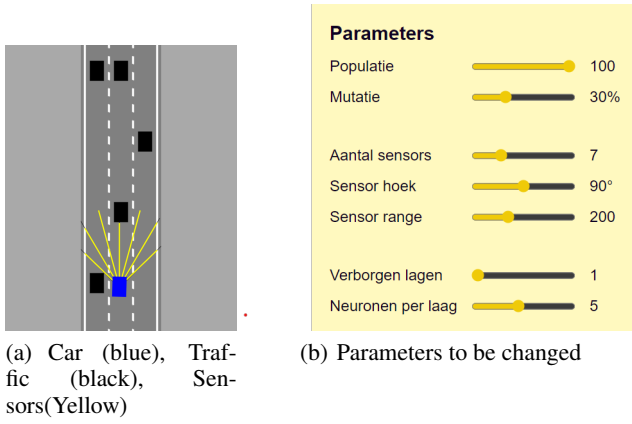 Parameters
Populatie 100
Mutatie 30%
Aantal sensors 7
Sensor hoek 90°
Sensor range 200
Verborgen lagen 1
Neuronen per laag 5
(a) Car (blue), Traf-
fic (black), Sen-
sors(Yellow)
(b) Parameters to be changed